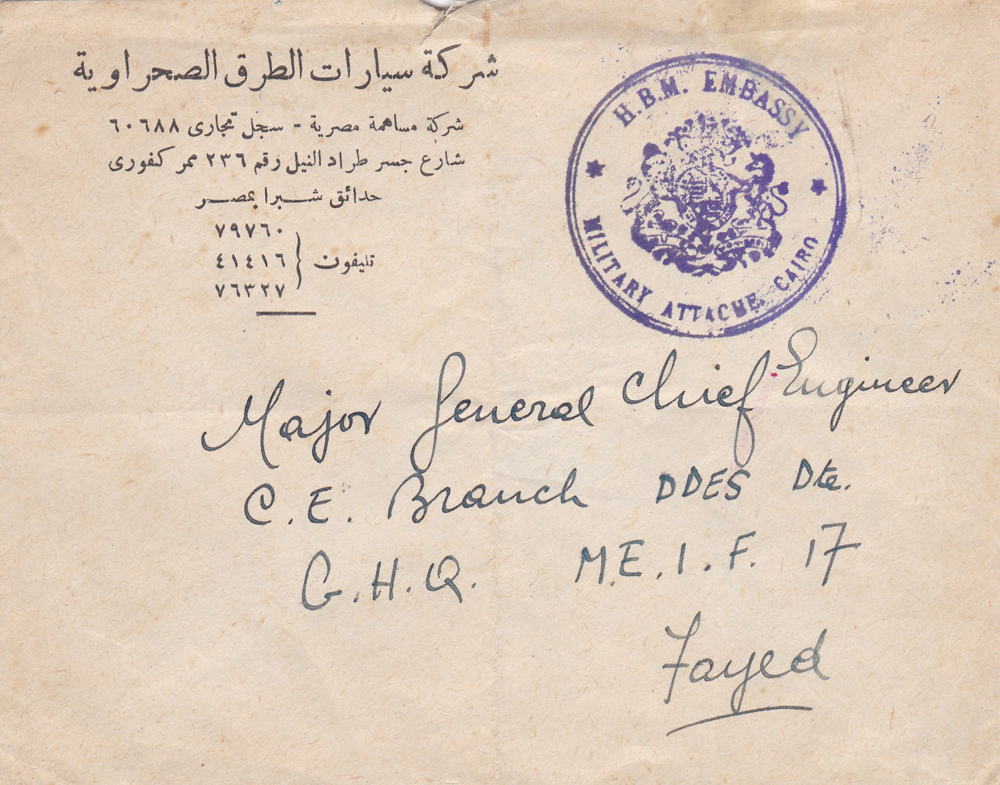 شركة سيارات الطرق الصحراوية
شركة مساهمة مصرية - سجل تجارى ٦٠٦٨٨
شارع جسر طراد النيل رقم ٢٣٦ ممر كنفورى
حدائق شبرا بمصر
تليفون
٧٩٧٦٠
٤١٤١٦
٧٦٣٢٧
H.B.M. EMBASSY
MILITARY ATTACHE, CAIRO
Major General Chief Engineer
C.E. Branch DDES Dte.
G.H.Q. M.E.I.F. 17
Fayed